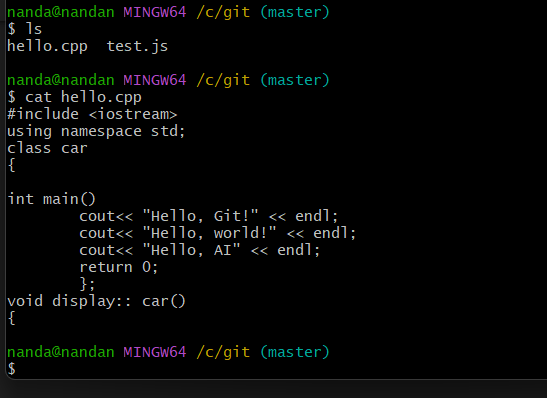 nanda@nandan MINGW64 /c/git (master)
$ ls
hello.cpp  test.js

nanda@nandan MINGW64 /c/git (master)
$ cat hello.cpp
#include <iostream>
using namespace std;
class car
{

int main()
        cout<< "Hello, Git!" << endl;
        cout<< "Hello, world!" << endl;
        cout<< "Hello, AI" << endl;
        return 0;
        };
void display:: car()
{

nanda@nandan MINGW64 /c/git (master)
$